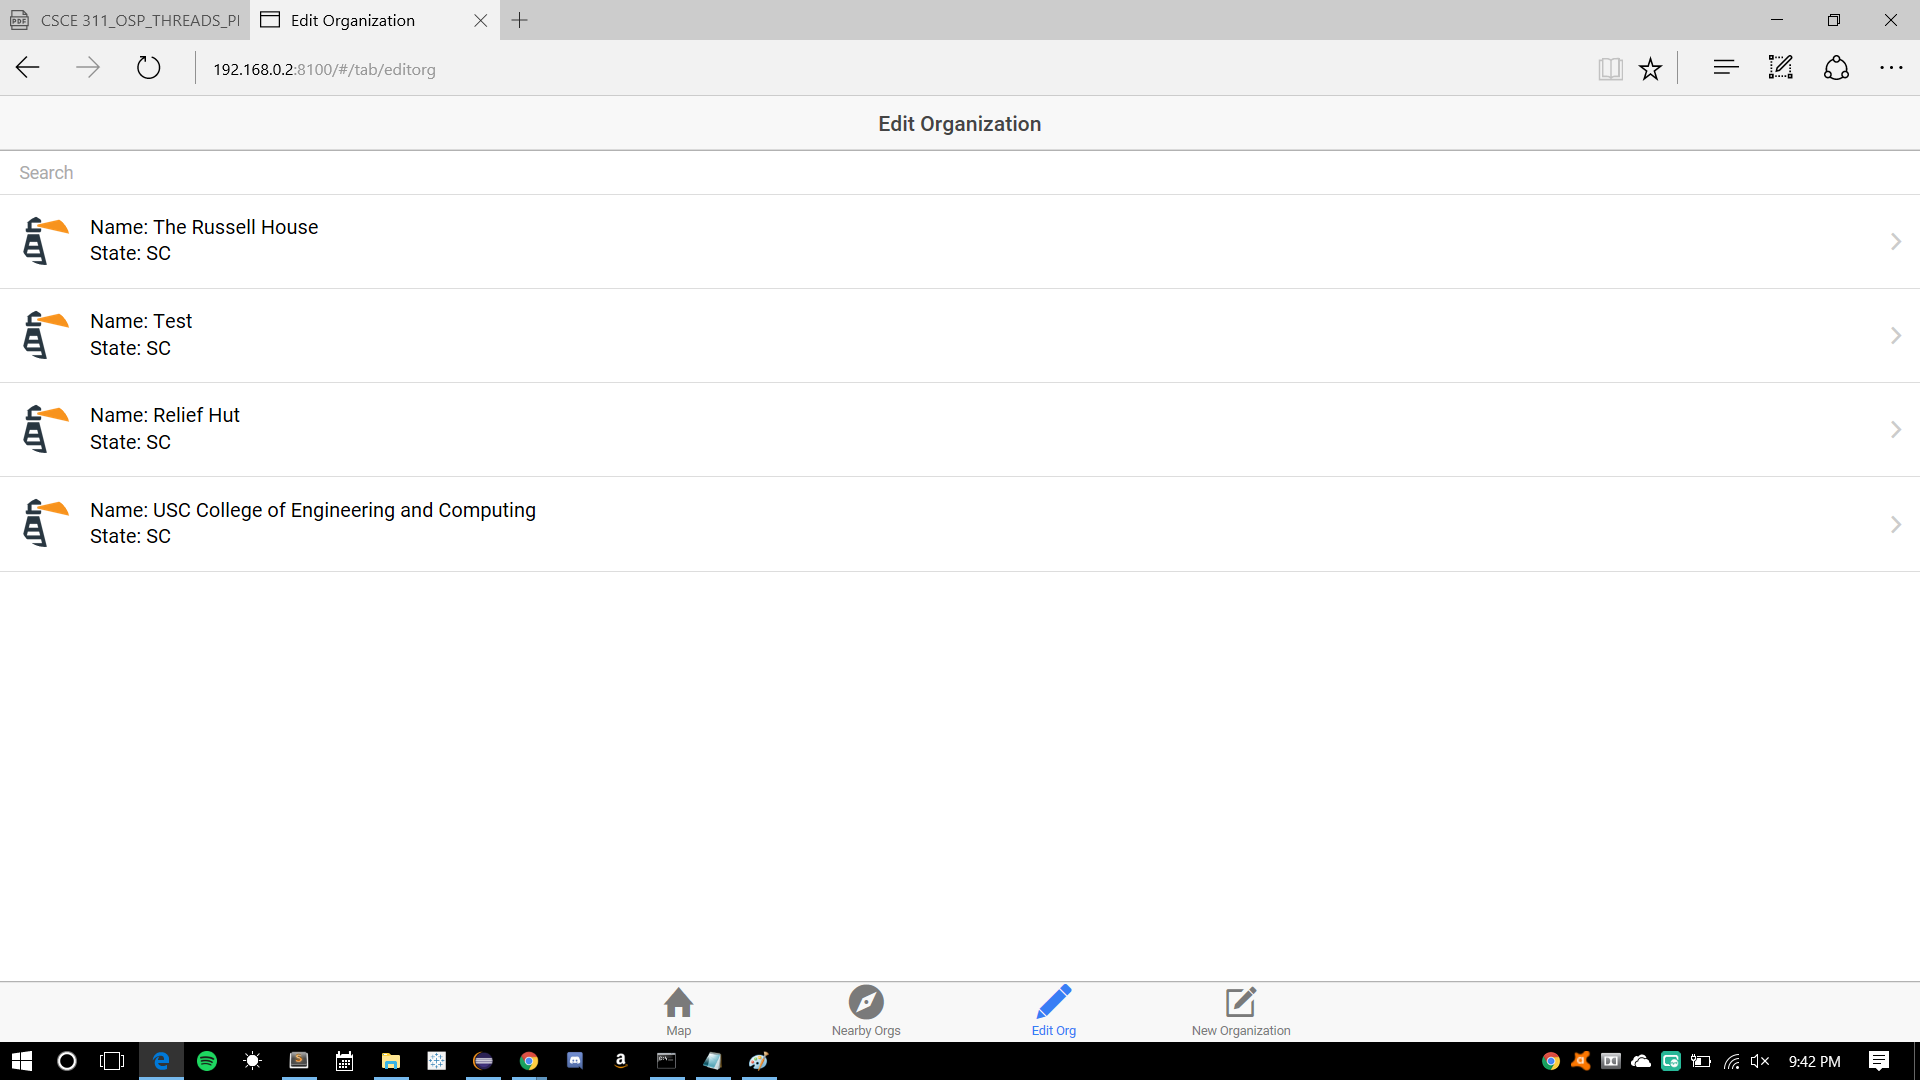 CSCE 311_OSP_THREADS_PI
Edit Organization
192.168.0.2:8100/#/tab/editorg
Edit Organization
Search
Name: The Russell House
State: SC
Name: Test
State: SC
Name: Relief Hut
State: SC
Name: USC College of Engineering and Computing
State: SC
Map
Nearby Orgs
Edit Org
New Organization
9:42 PM